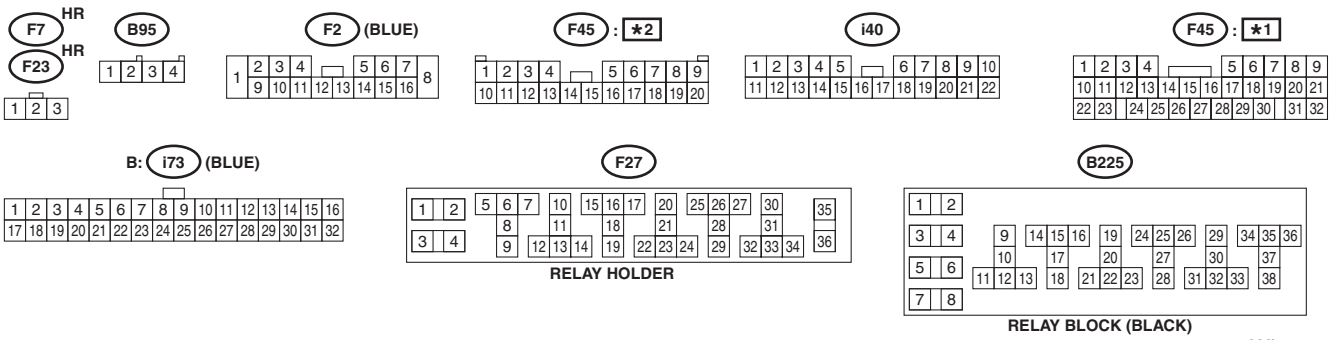 HR
F7
HR
F23
1 2 3
B95
1 2 3 4
F2 (BLUE)
1 2 3 4 5 6 7 8
9 10 11 12 13 14 15 16
F45 : *2
1 2 3 4 5 6 7 8 9
10 11 12 13 14 15 16 17 18 19 20
i40
1 2 3 4 5 6 7 8 9 10
11 12 13 14 15 16 17 18 19 20 21 22
F45 : *1
1 2 3 4 5 6 7 8 9
10 11 12 13 14 15 16 17 18 19 20 21
22 23 24 25 26 27 28 29 30 31 32
B: i73 (BLUE)
1 2 3 4 5 6 7 8 9 10 11 12 13 14 15 16
17 18 19 20 21 22 23 24 25 26 27 28 29 30 31 32
F27
1 2 5 6 7 10 15 16 17 20 25 26 27 30 35
8 11 18 21 28 31
3 4 9 12 13 14 19 22 23 24 29 32 33 34 36
RELAY HOLDER
B225
1 2
3 4 9 14 15 16 19 24 25 26 29 34 35 36
10 17 20 27 30 37
5 6 11 12 13 18 21 22 23 28 31 32 33 38
7 8
RELAY BLOCK (BLACK)